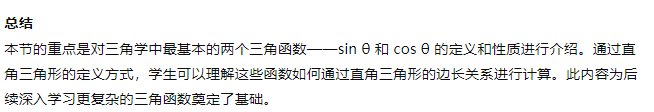 总结
本节的重点是对三角学中最基本的两个三角函数——sin θ 和 cos θ 的定义和性质进行介绍。通过直
角三角形的定义方式，学生可以理解这些函数如何通过直角三角形的边长关系进行计算。此内容为后
续深入学习更复杂的三角函数奠定了基础。